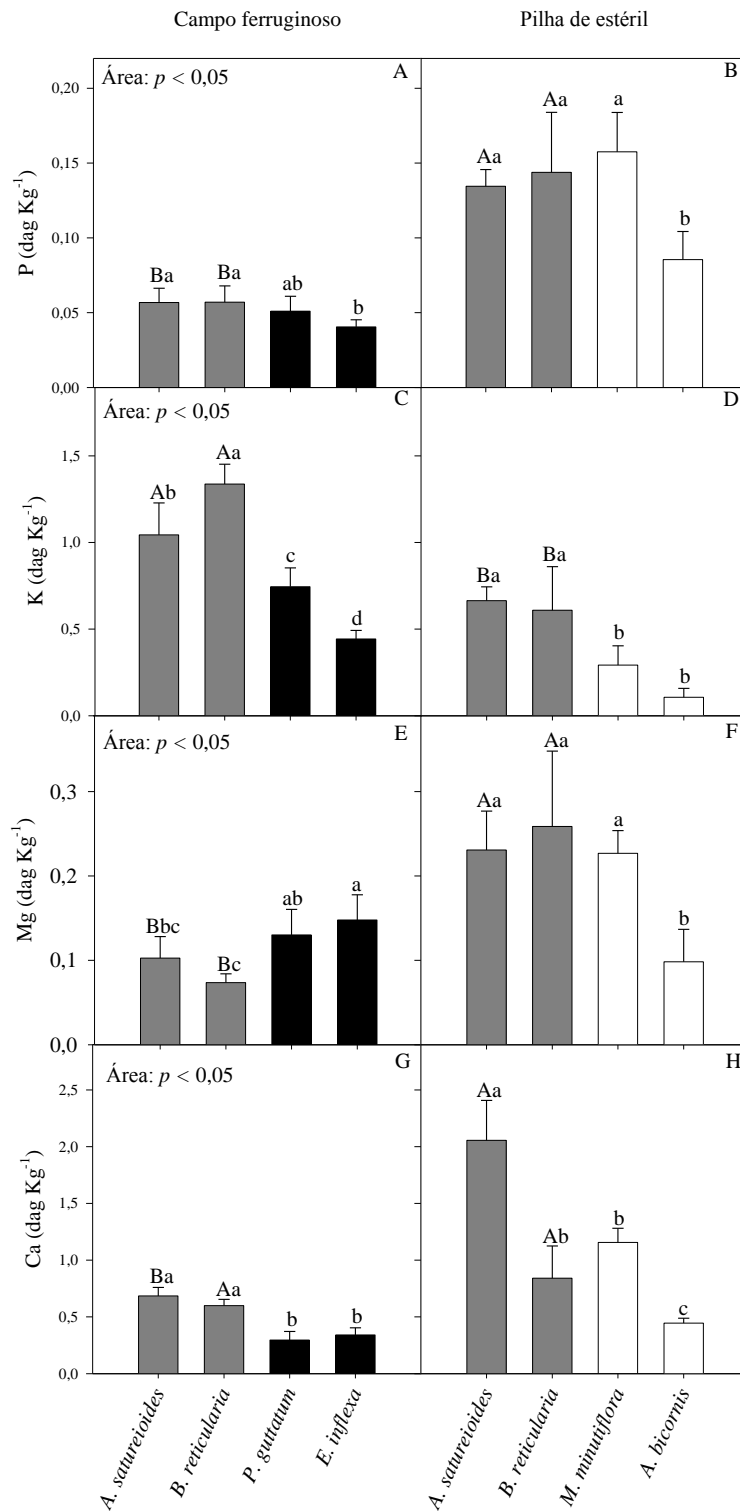 Campo ferruginoso
Pilha de estéril
Área: p < 0,05
A
B
P (dag Kg⁻¹)
0,20
0,15
0,10
0,05
0,00
Ba
Ba
ab
b
Aa
Aa
a
b
Área: p < 0,05
C
D
K (dag Kg⁻¹)
1,5
1,0
0,5
0,0
Ab
Aa
c
d
Ba
Ba
b
b
Área: p < 0,05
E
F
Mg (dag Kg⁻¹)
0,3
0,2
0,1
0,0
Bbc
Bc
ab
a
Aa
Aa
a
b
Área: p < 0,05
G
H
Ca (dag Kg⁻¹)
2,5
2,0
1,5
1,0
0,5
0,0
Ba
Aa
b
b
Aa
Ab
b
c
A. satureioides
B. reticularia
P. guttatum
E. inflexa
A. satureioides
B. reticularia
M. minutiflora
A. bicornis